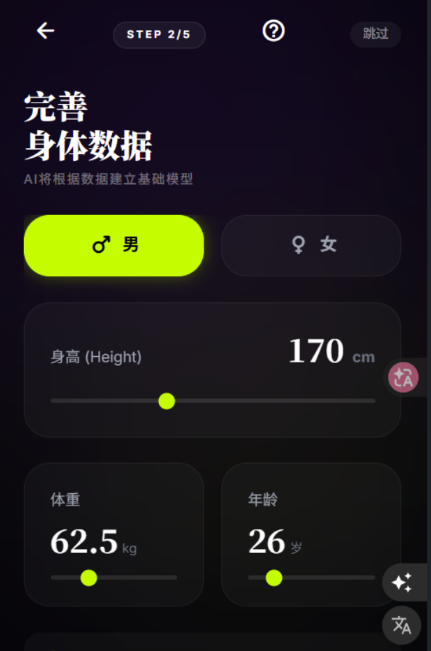 STEP 2/5
跳过
完善
身体数据
AI将根据数据建立基础模型
男
女
身高 (Height)
170 cm
体重
62.5 kg
年龄
26 岁